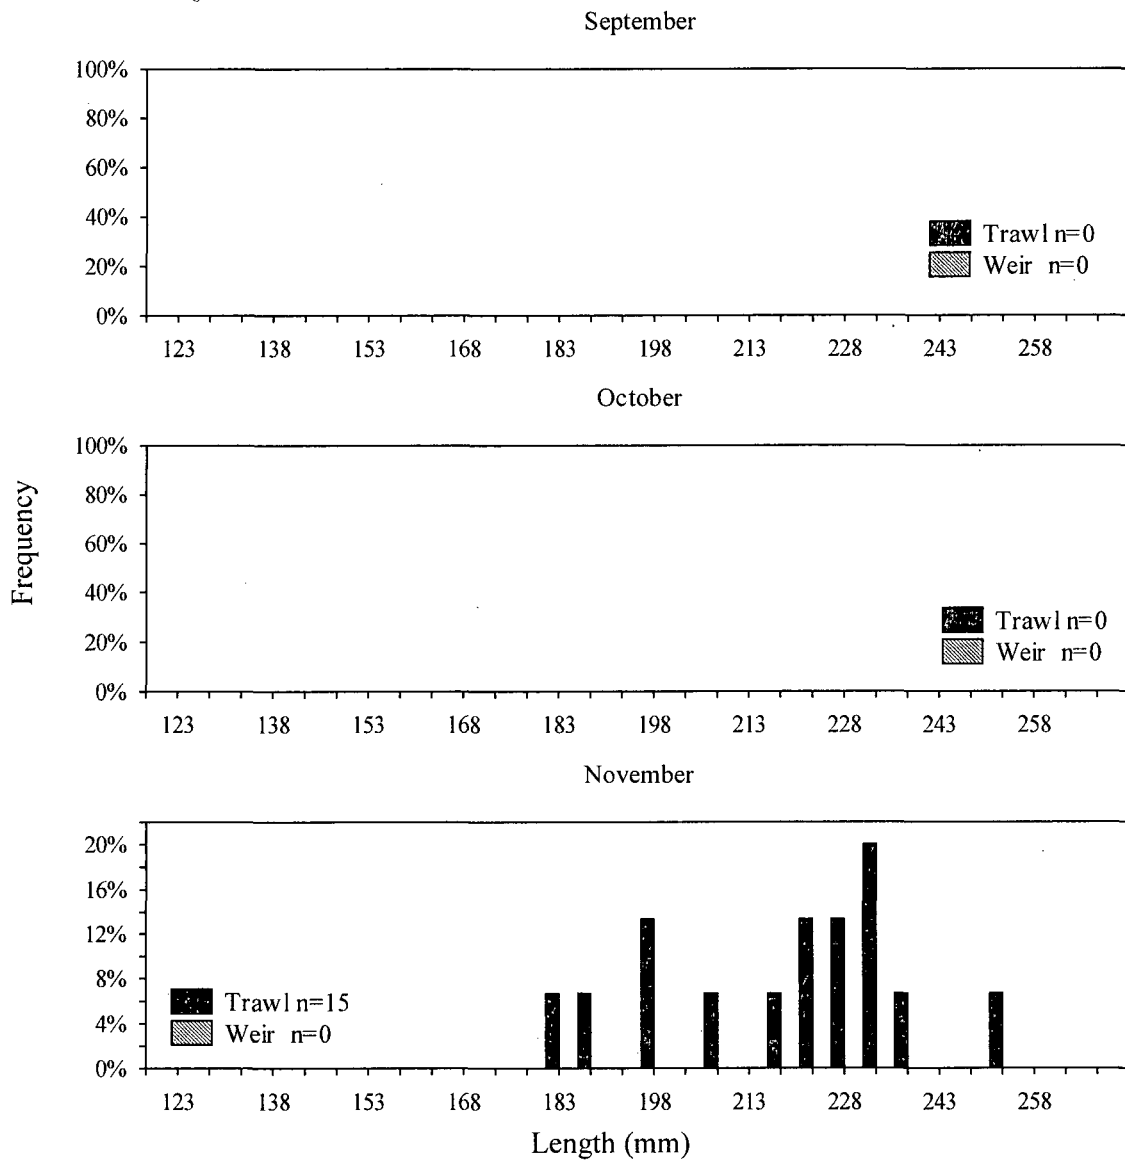 September
100%
80%
60%
40%
20%
0%
Trawl n=0
Weir n=0
123 138 153 168 183 198 213 228 243 258
October
Frequency
100%
80%
60%
40%
20%
0%
Trawl n=0
Weir n=0
123 138 153 168 183 198 213 228 243 258
November
20%
16%
12%
8%
4%
0%
Trawl n=15
Weir n=0
123 138 153 168 183 198 213 228 243 258
Length (mm)